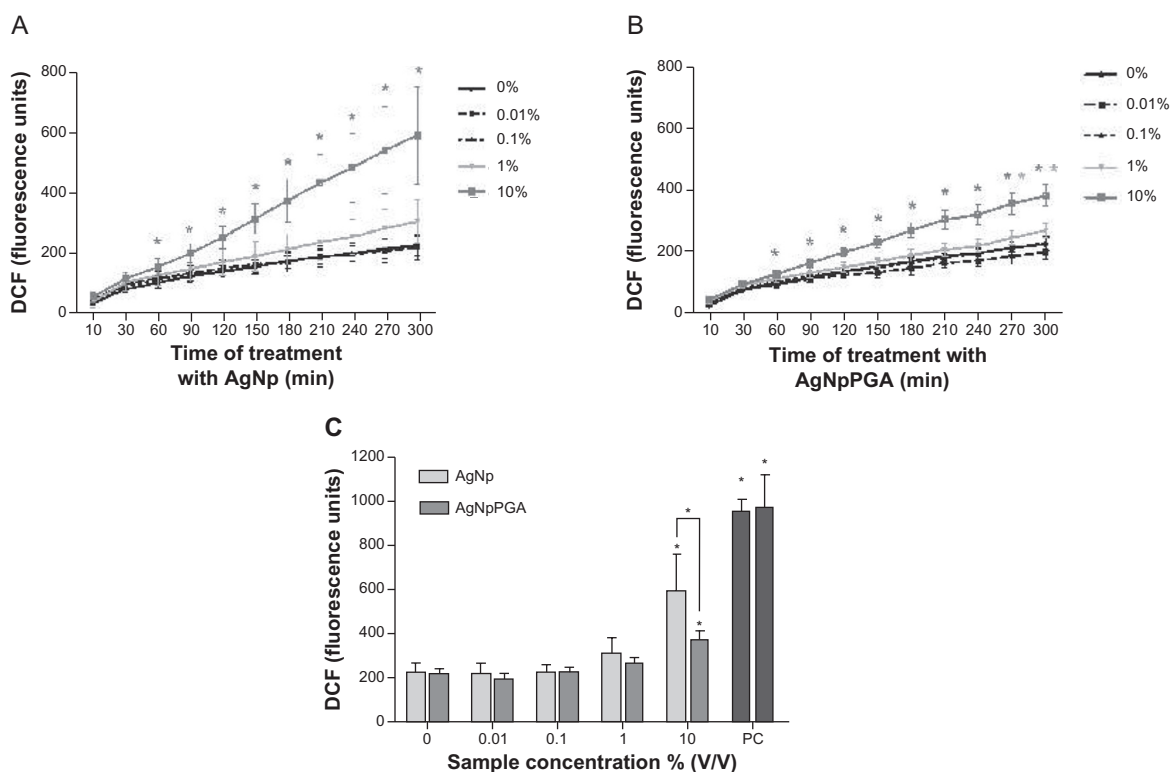 A
DCF (fluorescence units)
800
600
400
200
0
10 30 60 90 120 150 180 210 240 270 300
Time of treatment
with AgNp (min)
* * * * * * * * *
0%
0.01%
0.1%
1%
10%
B
DCF (fluorescence units)
800
600
400
200
0
10 30 60 90 120 150 180 210 240 270 300
Time of treatment with
AgNpPGA (min)
* * * * * * * * * * *
0%
0.01%
0.1%
1%
10%
C
DCF (fluorescence units)
1200
1000
800
600
400
200
0
AgNp
AgNpPGA
* * * * *
0 0.01 0.1 1 10 PC
Sample concentration % (V/V)